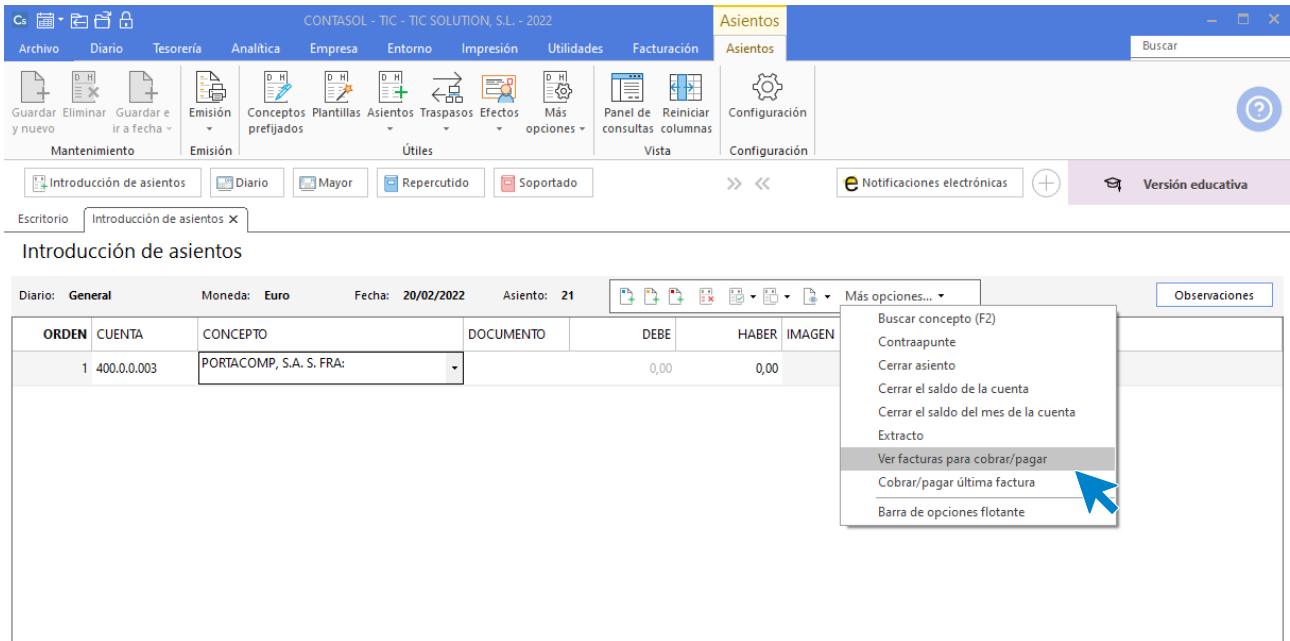 Cs CONTASOL - TIC - TIC SOLUTION, S.L. - 2022 Asientos
Archivo Diario Tesorería Analítica Empresa Entorno Impresión Utilidades Facturación Asientos Buscar
Guardar y nuevo
Eliminar
Guardar e ir a fecha
Mantenimiento
Emisión
Emisión
Conceptos prefijados
Plantillas
Asientos
Traspasos
Efectos
Más opciones
Útiles
Panel de consultas
Reiniciar columnas
Vista
Configuración
Configuración
Introducción de asientos Diario Mayor Repercutido Soportado Notificaciones electrónicas Versión educativa
Escritorio Introducción de asientos
Introducción de asientos
Diario: General Moneda: Euro Fecha: 20/02/2022 Asiento: 21 Más opciones... Observaciones
ORDEN CUENTA CONCEPTO DOCUMENTO DEBE HABER IMAGEN
1 400.0.0.003 PORTACOMP, S.A. S. FRA: 0,00 0,00
Buscar concepto (F2)
Contraapunte
Cerrar asiento
Cerrar el saldo de la cuenta
Cerrar el saldo del mes de la cuenta
Extracto
Ver facturas para cobrar/pagar
Cobrar/pagar última factura
Barra de opciones flotante